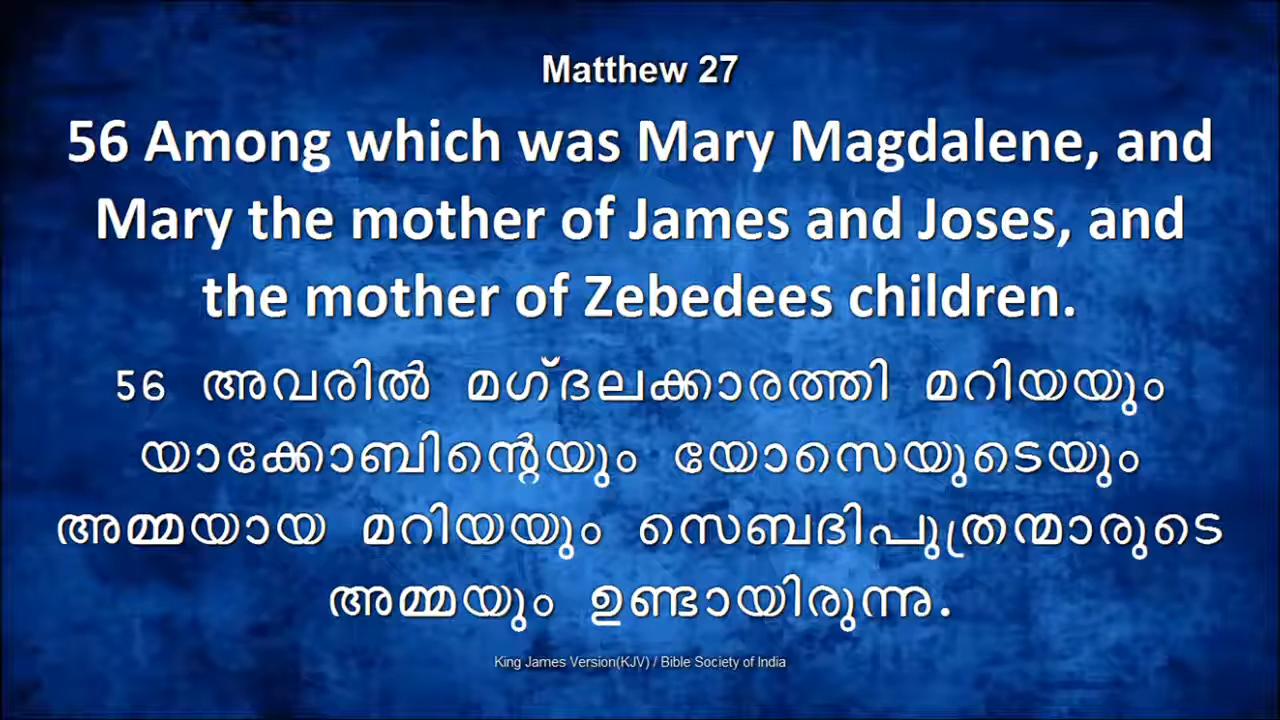 Matthew 27
56 Among which was Mary Magdalene, and
Mary the mother of James and Joses, and
the mother of Zebedees children.
56 അവരിൽ മഗ്ദലക്കാരത്തി മറിയയും
യാക്കോബിന്റെയും യോസെയുടെയും
അമ്മയായ മറിയയും സെബദിപുത്രന്മാരുടെ
അമ്മയും ഉണ്ടായിരുന്നു.
King James Version(KJV) / Bible Society of India